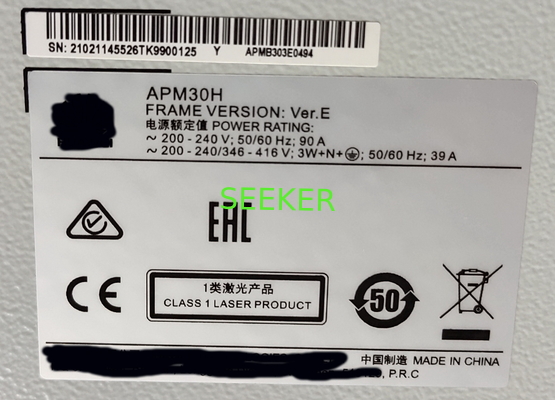 SN: 21021145526TK9900125 Y APMB303E0494
APM30H
FRAME VERSION: Ver.E
电源额定值 POWER RATING:
~ 200 - 240 V; 50/60 Hz; 90 A
~ 200 - 240/346 - 416 V; 3W+N+⏚; 50/60 Hz; 39 A
SEEKER
EAC
CE
1类激光产品
CLASS 1 LASER PRODUCT
50
中国制造 MADE IN CHINA
P.R.C